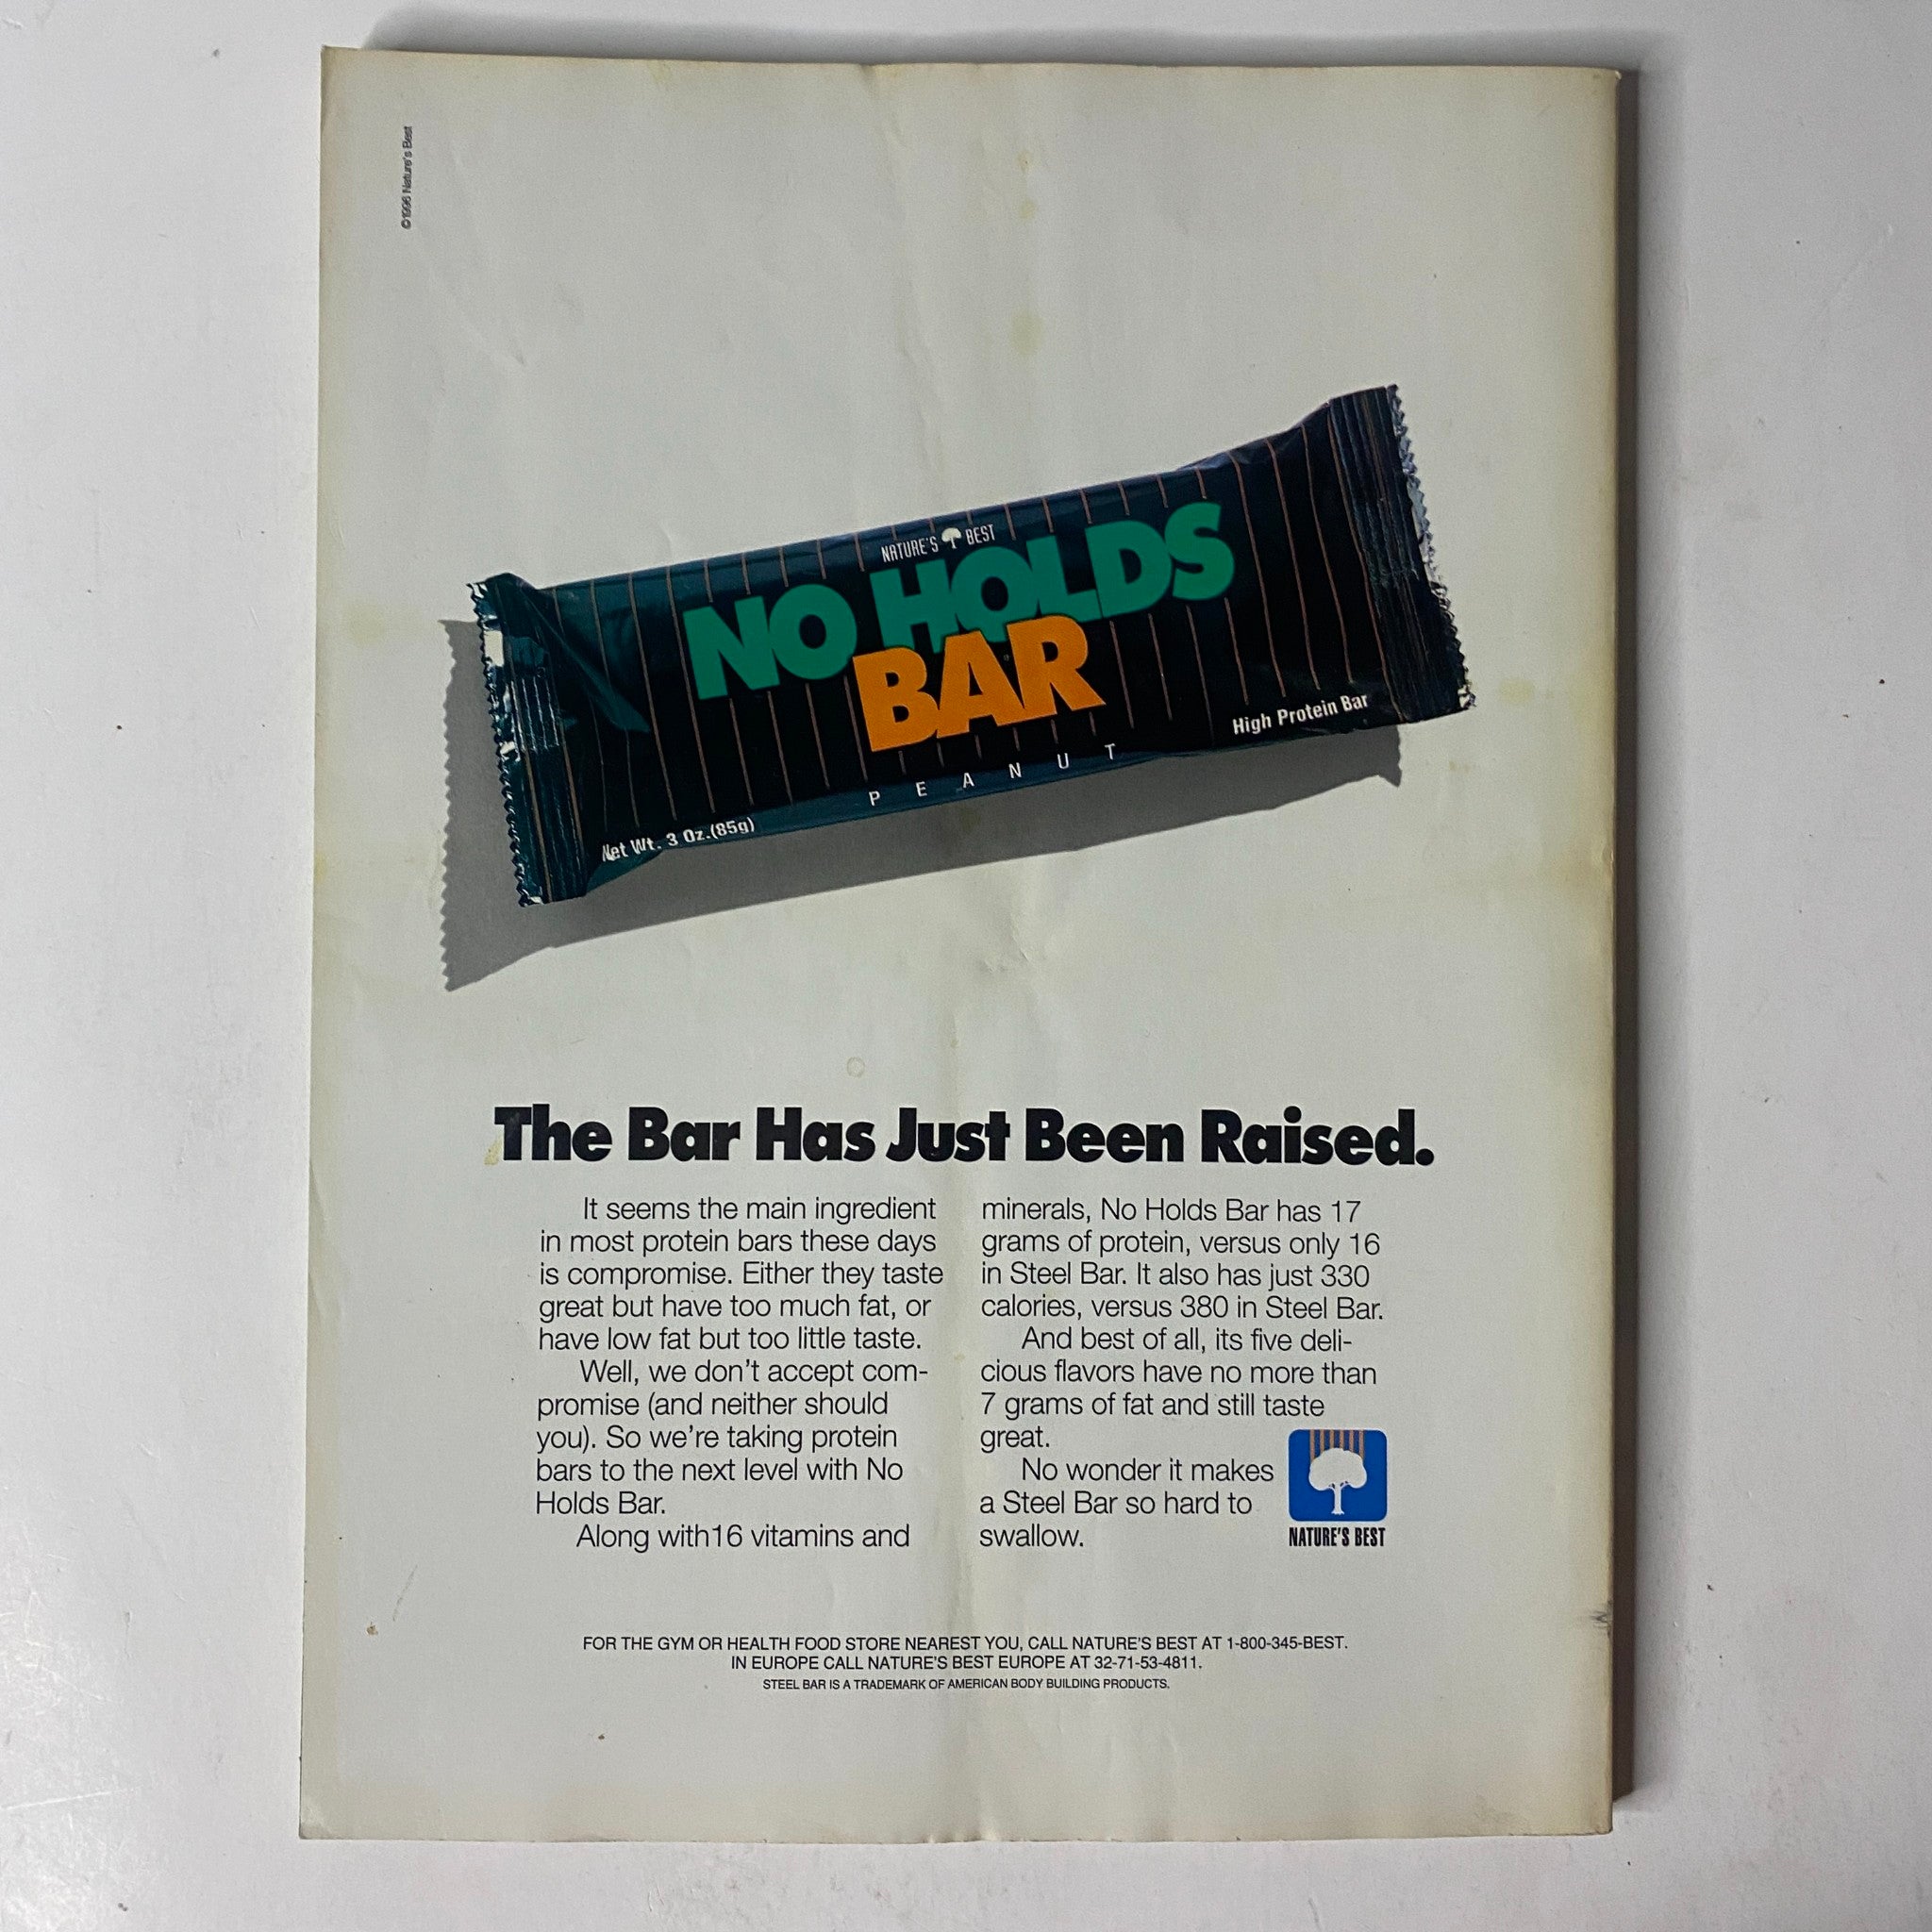 ©1996 Nature's Best
NATURE'S BEST
NO HOLDS
BAR
PEANUT
High Protein Bar
Net Wt. 3 Oz.(85g)
The Bar Has Just Been Raised.
It seems the main ingredient
in most protein bars these days
is compromise. Either they taste
great but have too much fat, or
have low fat but too little taste.
Well, we don't accept com-
promise (and neither should
you). So we're taking protein
bars to the next level with No
Holds Bar.
Along with16 vitamins and
minerals, No Holds Bar has 17
grams of protein, versus only 16
in Steel Bar. It also has just 330
calories, versus 380 in Steel Bar.
And best of all, its five deli-
cious flavors have no more than
7 grams of fat and still taste
great.
No wonder it makes
a Steel Bar so hard to
swallow.
NATURE'S BEST
FOR THE GYM OR HEALTH FOOD STORE NEAREST YOU, CALL NATURE'S BEST AT 1-800-345-BEST.
IN EUROPE CALL NATURE'S BEST EUROPE AT 32-71-53-4811.
STEEL BAR IS A TRADEMARK OF AMERICAN BODY BUILDING PRODUCTS.